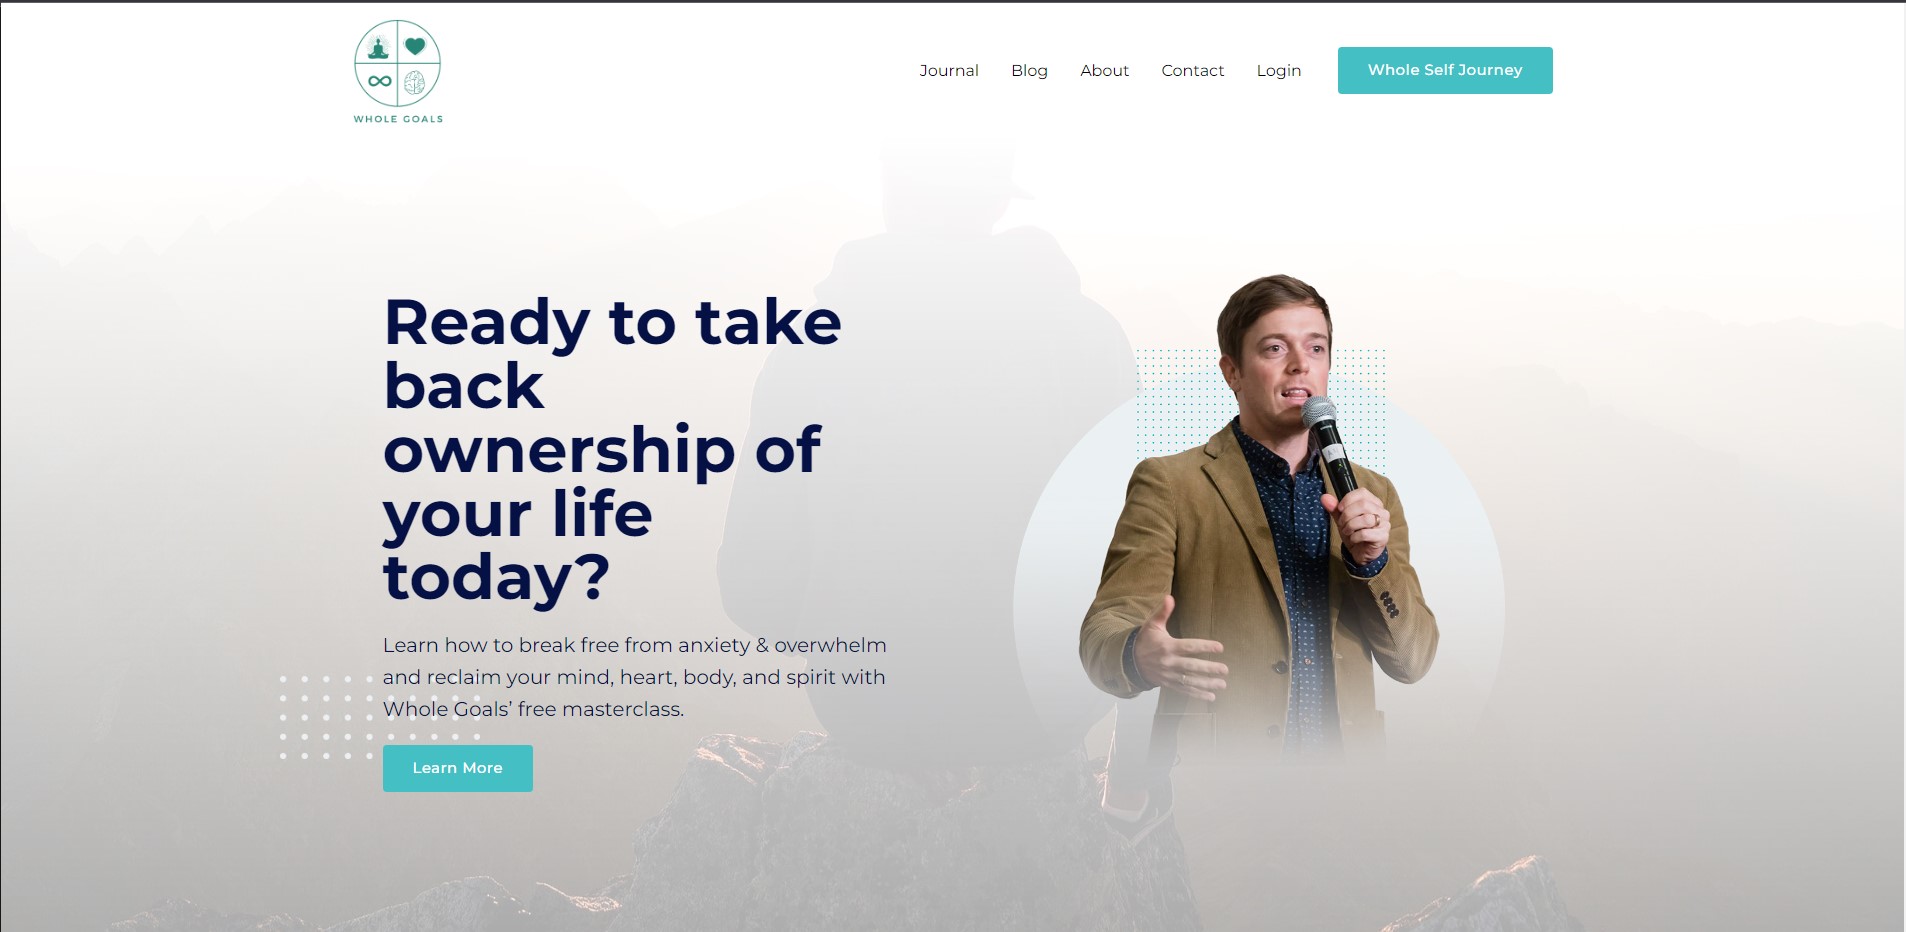 WHOLE GOALS
Journal Blog About Contact Login Whole Self Journey
Ready to take
back
ownership of
your life
today?
Learn how to break free from anxiety & overwhelm
and reclaim your mind, heart, body, and spirit with
Whole Goals’ free masterclass.
Learn More